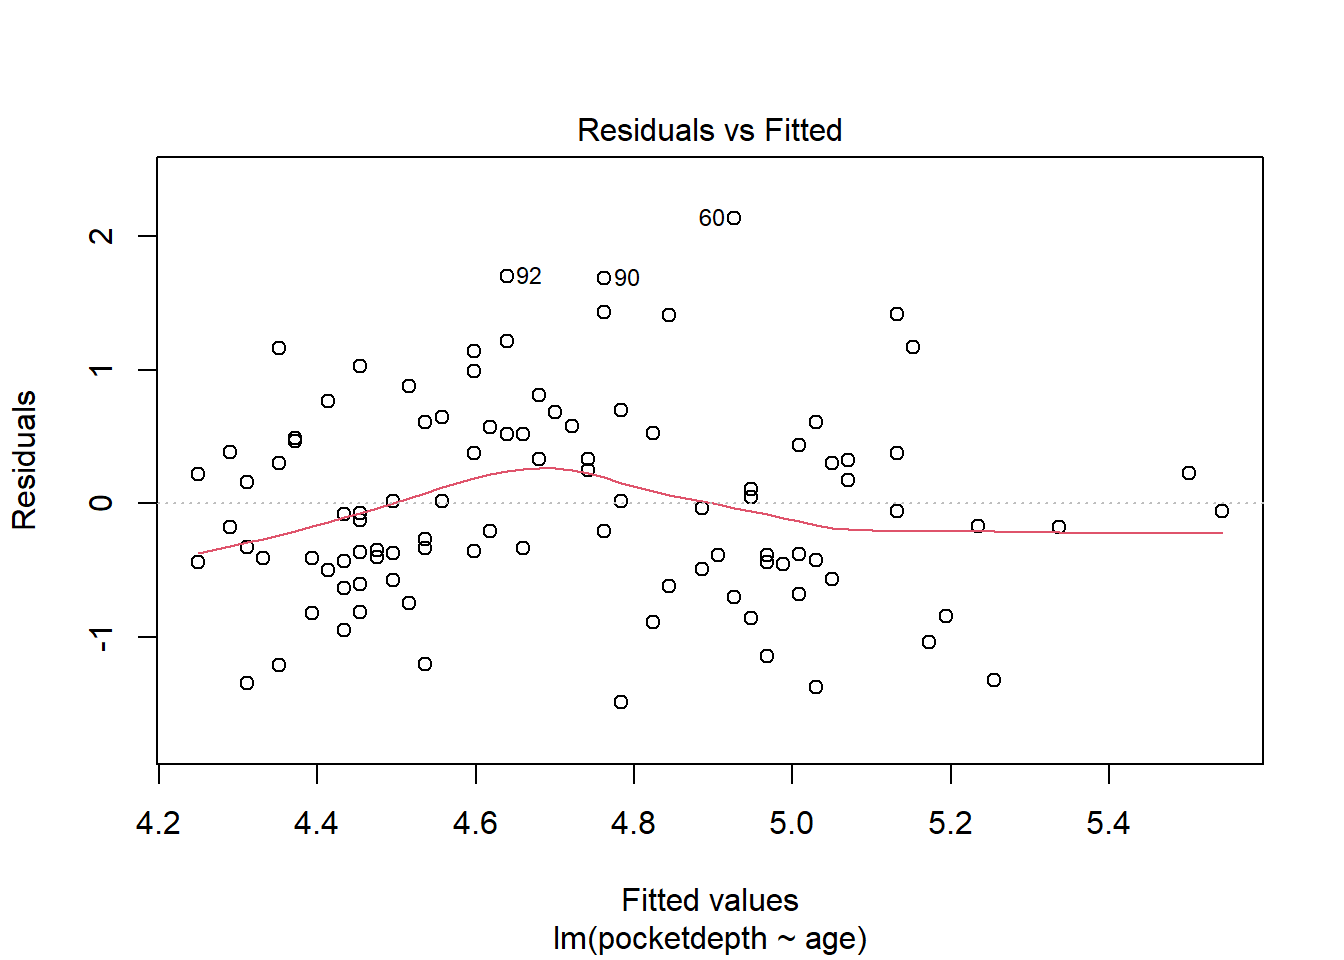 Residuals vs Fitted
Residuals
2
1
0
-1
60
92
90
4.2 4.4 4.6 4.8 5.0 5.2 5.4
Fitted values
lm(pocketdepth ~ age)